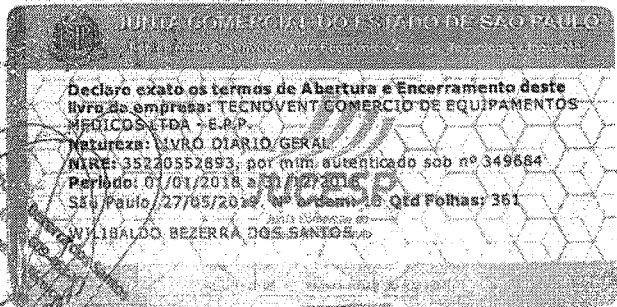 JUNTA COMERCIAL DO ESTADO DE SÃO PAULO
Declaro exato os termos de Abertura e Encerramento deste
livro da empresa: TECNOVENT COMERCIO DE EQUIPAMENTOS
MEDICOS LTDA - E.P.P.
Natureza: LIVRO DIARIO GERAL
NIRE: 35220552893, por mim autenticado sob nº 349684
Período: 01/01/2018 a
São Paulo, 27/05/2019, Nº ordem: Qtd Folhas: 361
WILIBALDO BEZERRA DOS SANTOS